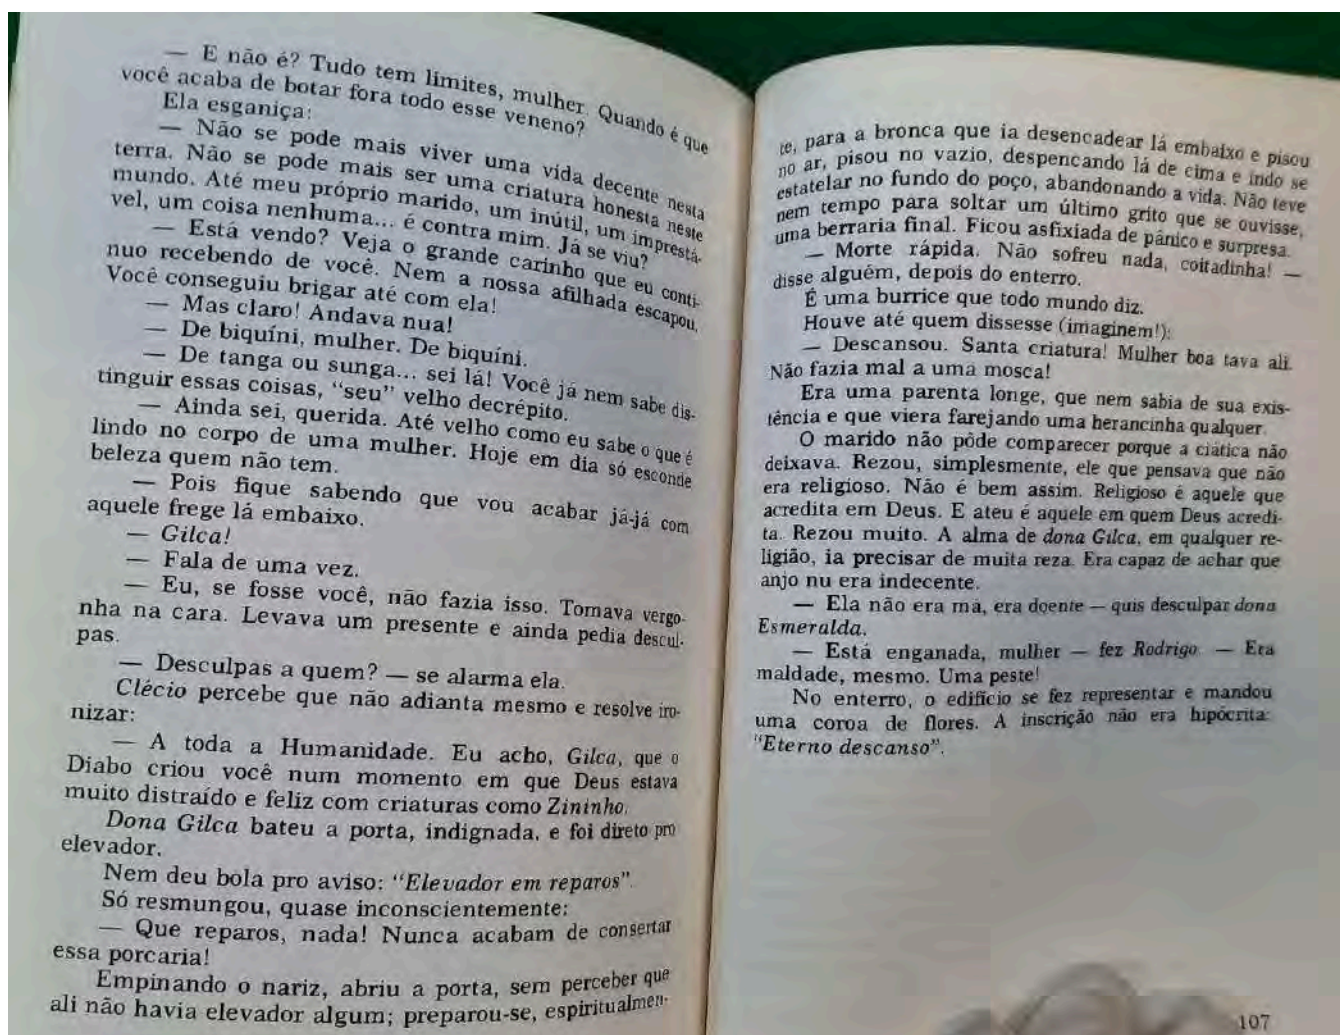 — E não é? Tudo tem limites, mulher. Quando é que
você acaba de botar fora todo esse veneno?
Ela esganiça:
— Não se pode mais viver uma vida decente nesta
terra. Não se pode mais ser uma criatura honesta neste
mundo. Até meu próprio marido, um inútil, um imprestá-
vel, um coisa nenhuma... é contra mim. Já se viu?
— Está vendo? Veja o grande carinho que eu conti-
nuo recebendo de você. Nem a nossa afilhada escapou.
Você conseguiu brigar até com ela!
— Mas claro! Andava nua!
— De biquíni, mulher. De biquíni.
— De tanga ou sunga... sei lá! Você já nem sabe dis-
tinguir essas coisas, "seu" velho decrépito.
— Ainda sei, querida. Até velho como eu sabe o que é
lindo no corpo de uma mulher. Hoje em dia só esconde
beleza quem não tem.
— Pois fique sabendo que vou acabar já-já com
aquele frege lá embaixo.
— Gilca!
— Fala de uma vez.
— Eu, se fosse você, não fazia isso. Tomava vergo-
nha na cara. Levava um presente e ainda pedia descul-
pas.
— Desculpas a quem? — se alarma ela.
Clécio percebe que não adianta mesmo e resolve iro-
nizar:
— A toda a Humanidade. Eu acho, Gilca, que o
Diabo criou você num momento em que Deus estava
muito distraído e feliz com criaturas como Zininho.
Dona Gilca bateu a porta, indignada, e foi direto pro
elevador.
Nem deu bola pro aviso: "Elevador em reparos".
Só resmungou, quase inconscientemente:
— Que reparos, nada! Nunca acabam de consertar
essa porcaria!
Empinando o nariz, abriu a porta, sem perceber que
ali não havia elevador algum; preparou-se, espiritualmen-
te, para a bronca que ia desencadear lá embaixo e pisou
no ar, pisou no vazio, despencando lá de cima e indo se
estatelar no fundo do poço, abandonando a vida. Não teve
nem tempo para soltar um último grito que se ouvisse,
uma berraria final. Ficou asfixiada de pânico e surpresa.
— Morte rápida. Não sofreu nada, coitadinha! —
disse alguém, depois do enterro.
É uma burrice que todo mundo diz.
Houve até quem dissesse (imaginem!):
— Descansou. Santa criatura! Mulher boa tava ali.
Não fazia mal a uma mosca!
Era uma parenta longe, que nem sabia de sua exis-
tência e que viera farejando uma herancinha qualquer.
O marido não pôde comparecer porque a ciática não
deixava. Rezou, simplesmente, ele que pensava que não
era religioso. Não é bem assim. Religioso é aquele que
acredita em Deus. E ateu é aquele em quem Deus acredi-
ta. Rezou muito. A alma de dona Gilca, em qualquer re-
ligião, ia precisar de muita reza. Era capaz de achar que
anjo nu era indecente.
— Ela não era má, era doente — quis desculpar dona
Esmeralda.
— Está enganada, mulher — fez Rodrigo. — Era
maldade, mesmo. Uma peste!
No enterro, o edifício se fez representar e mandou
uma coroa de flores. A inscrição não era hipócrita:
"Eterno descanso".
107